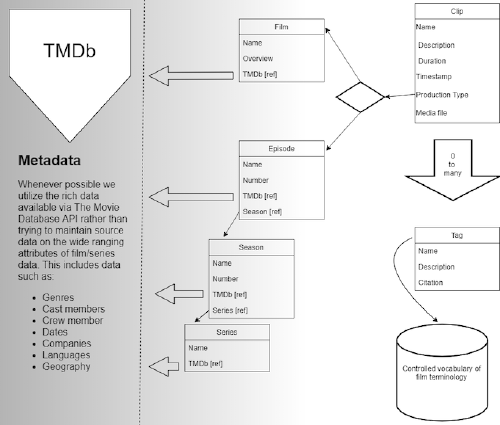 TMDb
Metadata
Whenever possible we
utilize the rich data
available via The Movie
Database API rather than
trying to maintain source
data on the wide ranging
attributes of film/series
data. This includes data
such as:
Genres
Cast members
Crew member
Dates
Companies
Languages
Geography
Film
Name
Overview
TMDb [ref]
Episode
Name
Number
TMDb [ref]
Season [ref]
Season
Name
Number
TMDb [ref]
Series [ref]
Series
Name
TMDb [ref]
Clip
Name
Description
Duration
Timestamp
Production Type
Media file
0
to
many
Tag
Name
Description
Citation
Controlled vocabulary of
film terminology